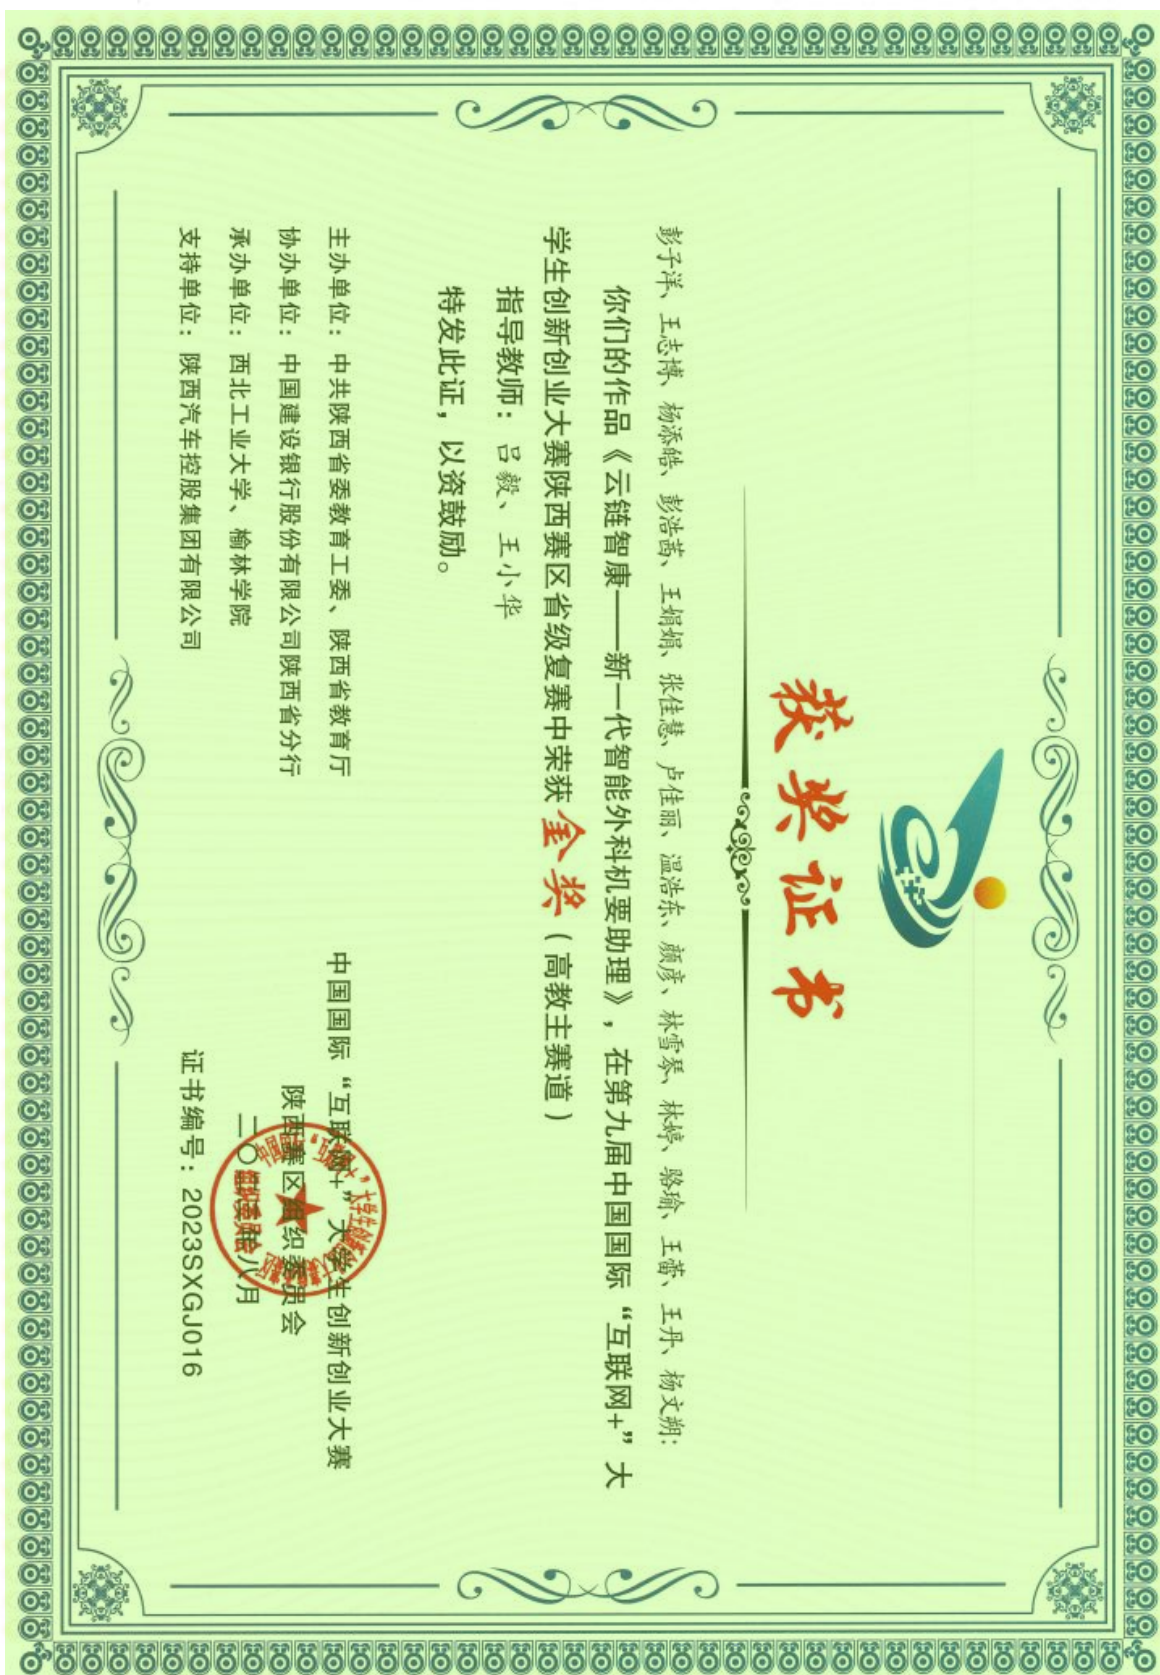 获奖证书
彭子洋、王志博、杨添皓、彭浩茜、王娟娟、张佳慧、卢佳丽、温浩东、颜彦、林雪琴、林婷、骆瑜、王蕾、王丹、杨文朔：
你们的作品《云链智康——新一代智能外科机要助理》，在第九届中国国际“互联网+”大
学生创新创业大赛陕西赛区省级复赛中荣获金奖（高教主赛道）
指导教师：吕毅、王小华
特发此证，以资鼓励。
主办单位：中共陕西省委教育工委、陕西省教育厅
协办单位：中国建设银行股份有限公司陕西省分行
承办单位：西北工业大学、榆林学院
支持单位：陕西汽车控股集团有限公司
中国国际“互联网+”大学生创新创业大赛
陕西赛区组织委员会
二〇二三年八月
证书编号：2023SXGJ016